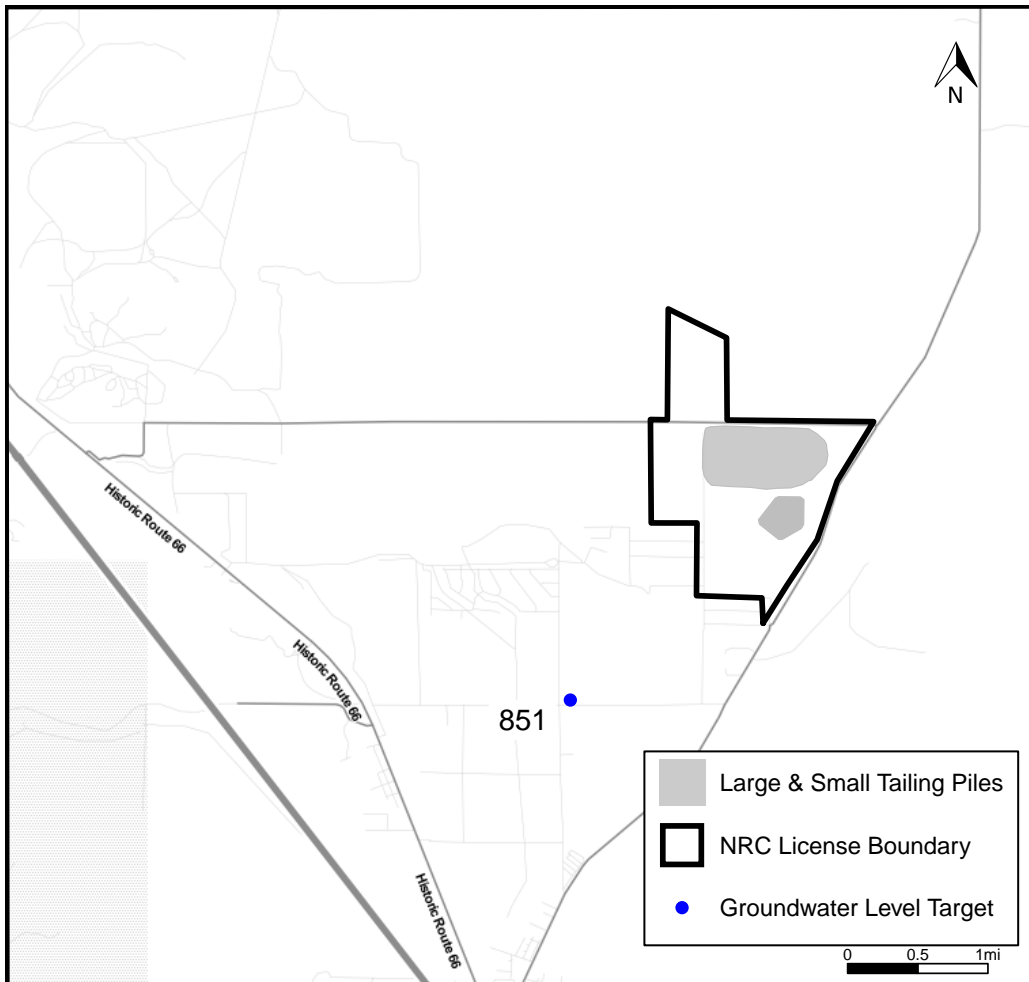 N
Historic Route 66
Historic Route 66
851
Historic Route 66
Large & Small Tailing Piles
NRC License Boundary
Groundwater Level Target
0 0.5 1mi